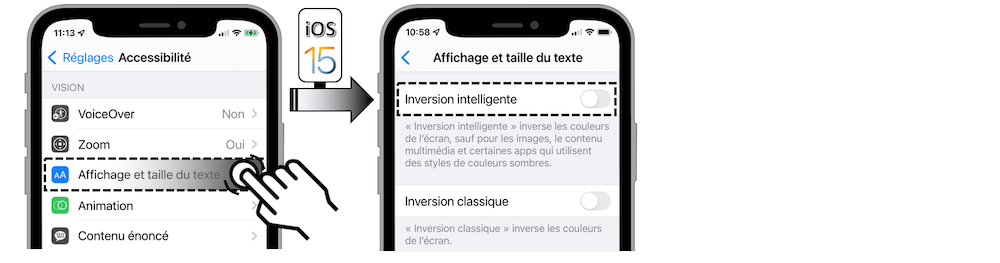 11:13
Réglages Accessibilité
VISION
VoiceOver Non
Zoom Oui
AA Affichage et taille du texte
Animation
Contenu énoncé
iOS
15
10:58
Affichage et taille du texte
Inversion intelligente
« Inversion intelligente » inverse les couleurs
de l’écran, sauf pour les images, le contenu
multimédia et certaines apps qui utilisent
des styles de couleurs sombres.
Inversion classique
« Inversion classique » inverse les couleurs
de l’écran.